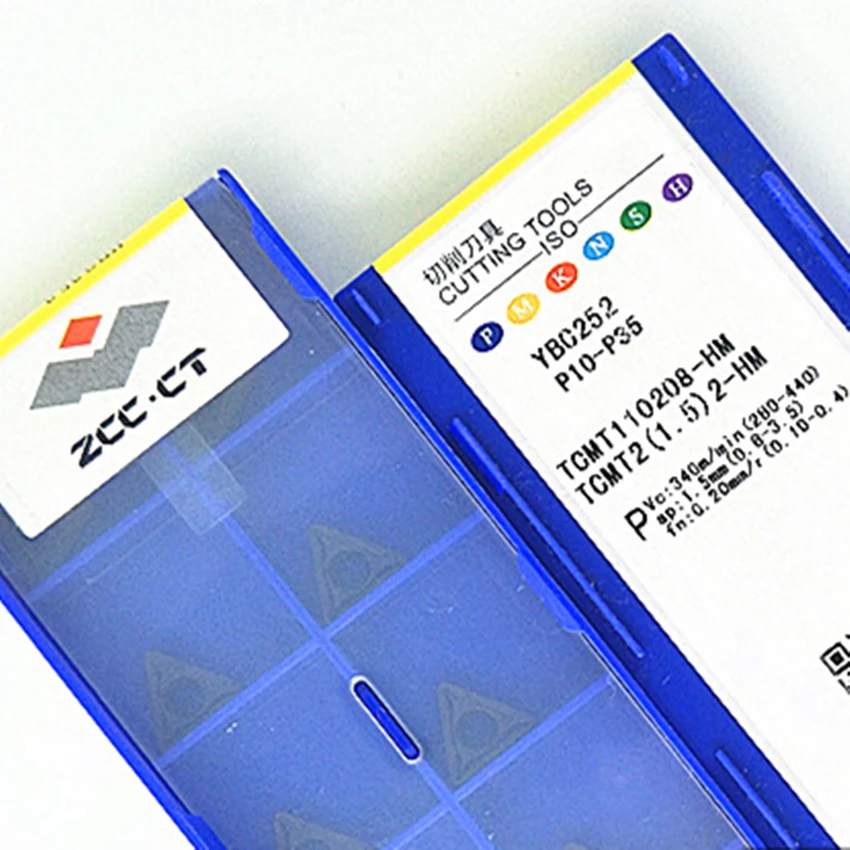 ZCC·CT
切削刀具
CUTTING TOOLS
ISO
P M K N S H
YBC252
P10-P35
TCMT110208-HM
TCMT2(1.5)2-HM
P
Vc:340m/min(280-440)
ap:1.5mm(0.8-3.5)
fn:0.20mm/r(0.10-0.4)